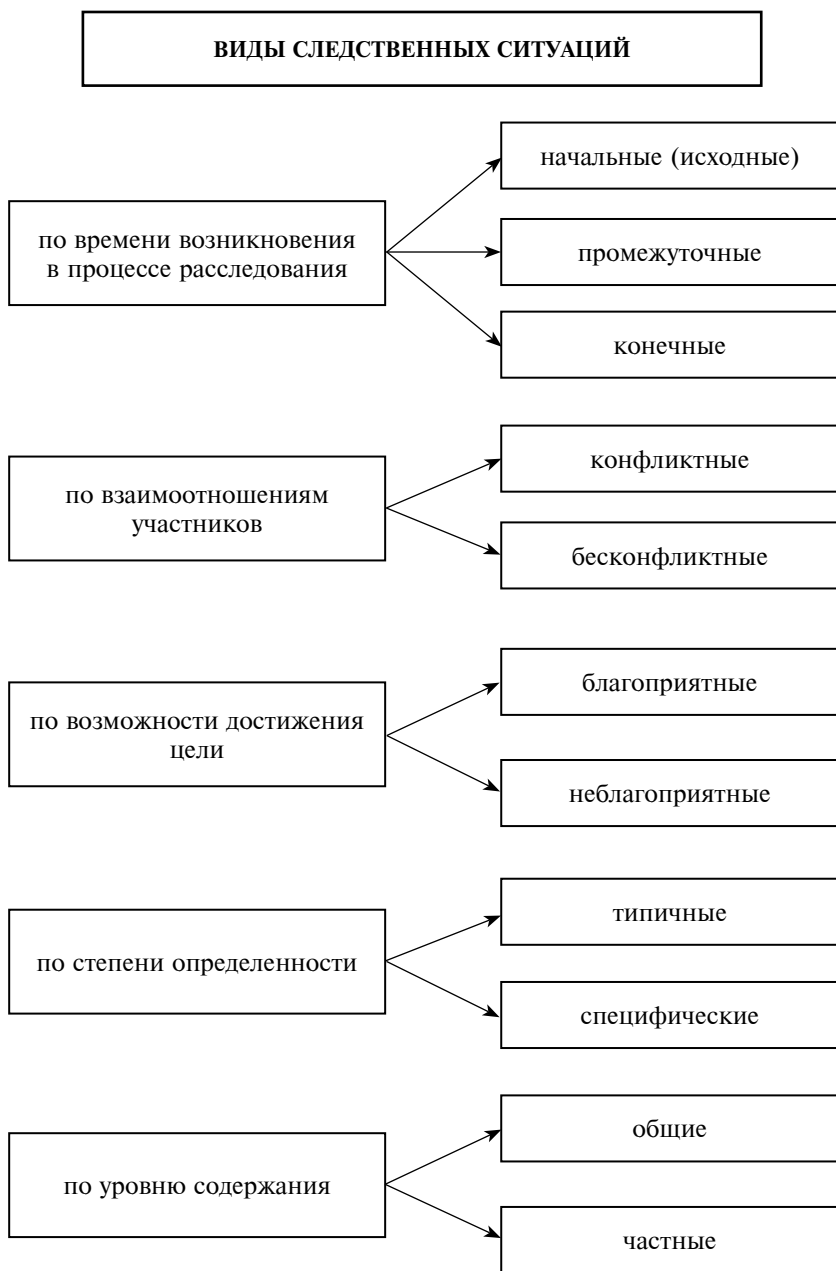 ВИДЫ СЛЕДСТВЕННЫХ СИТУАЦИЙ
по времени возникновения
в процессе расследования
начальные (исходные)
промежуточные
конечные
по взаимоотношениям
участников
конфликтные
бесконфликтные
по возможности достижения
цели
благоприятные
неблагоприятные
по степени определенности
типичные
специфические
по уровню содержания
общие
частные